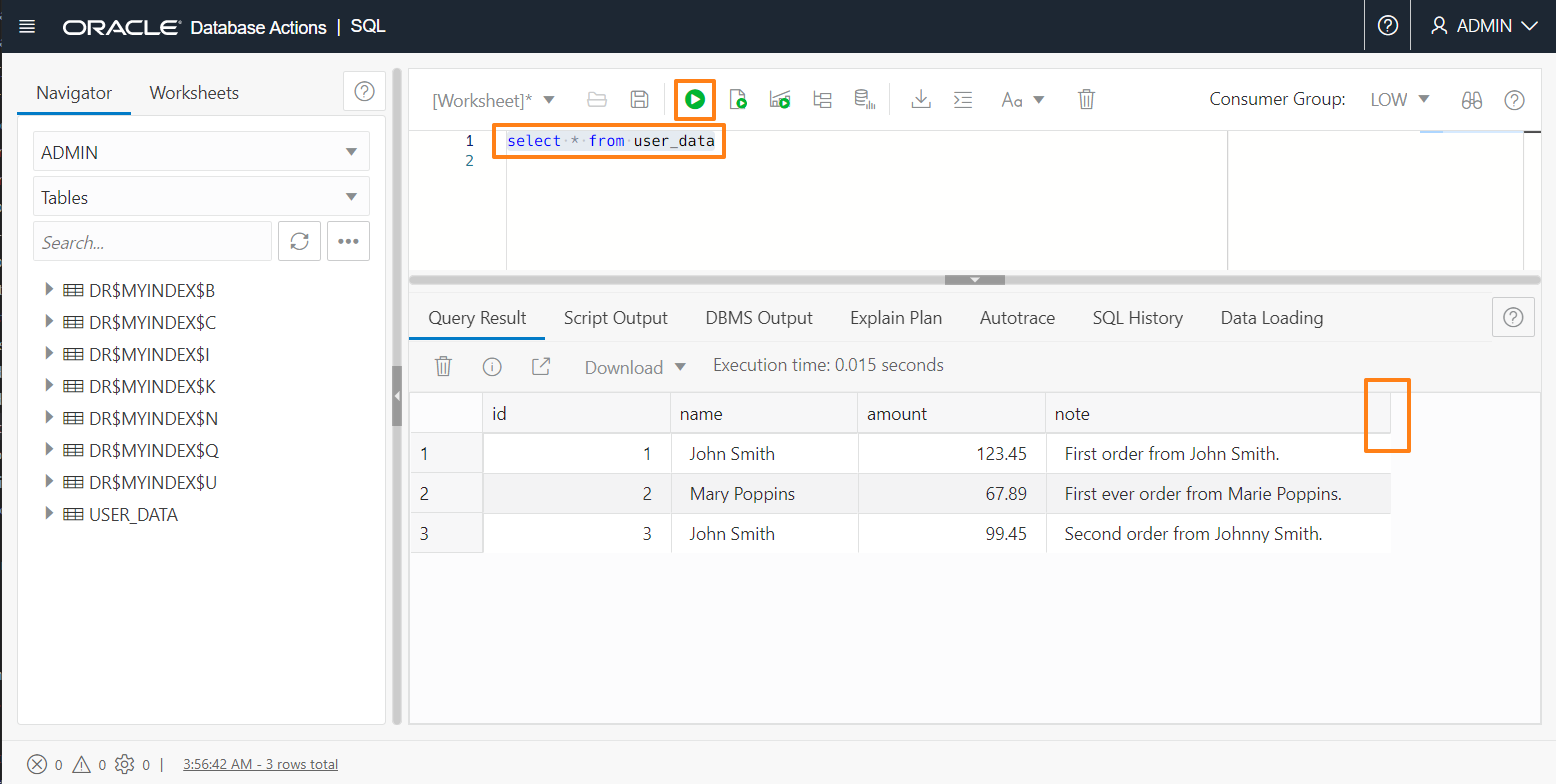 ORACLE Database Actions | SQL
ADMIN
Navigator Worksheets
ADMIN
Tables
Search...
DR$MYINDEX$B
DR$MYINDEX$C
DR$MYINDEX$I
DR$MYINDEX$K
DR$MYINDEX$N
DR$MYINDEX$Q
DR$MYINDEX$U
USER_DATA
[Worksheet]* Aa Consumer Group: LOW
1 select * from user_data
2
Query Result Script Output DBMS Output Explain Plan Autotrace SQL History Data Loading
Download Execution time: 0.015 seconds
id name amount note
1 1 John Smith 123.45 First order from John Smith.
2 2 Mary Poppins 67.89 First ever order from Marie Poppins.
3 3 John Smith 99.45 Second order from Johnny Smith.
0 0 0 | 3:56:42 AM - 3 rows total